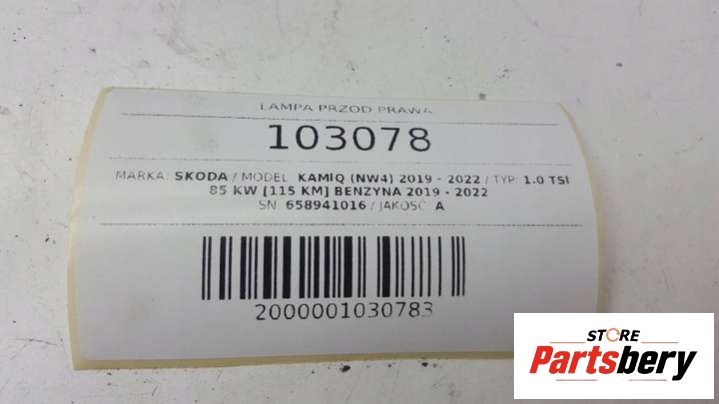 LAMPA PRZOD PRAWA
103078
MARKA: SKODA / MODEL: KAMIQ (NW4) 2019 - 2022 / TYP: 1.0 TSI
85 KW [115 KM] BENZYNA 2019 - 2022
SN: 658941016 / JAKOSC: A
2000001030783
STORE
Partsbery